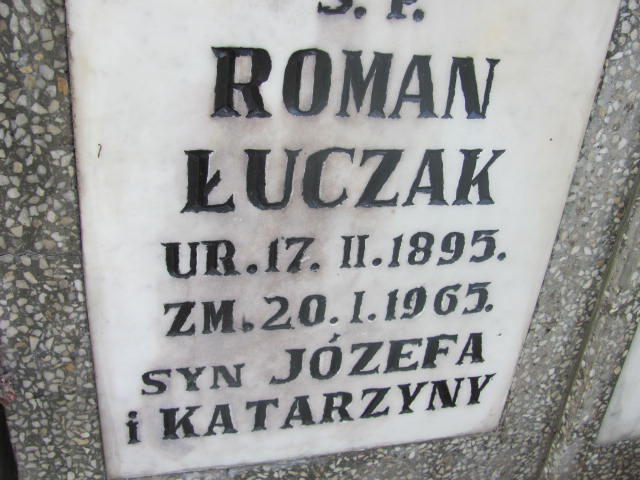 Ś. P.
ROMAN
ŁUCZAK
UR. 17. II. 1895.
ZM. 20. I. 1965.
SYN JÓZEFA
i KATARZYNY